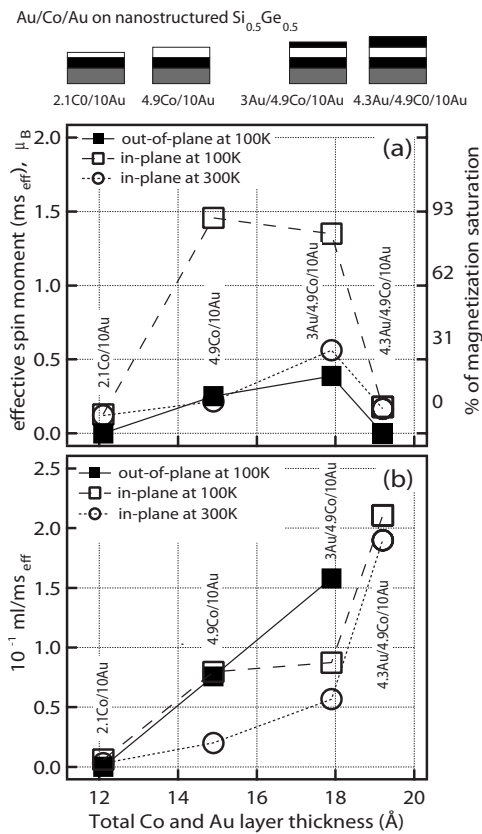 Au/Co/Au on nanostructured Si0.5Ge0.5
2.1C0/10Au
4.9Co/10Au
3Au/4.9Co/10Au
4.3Au/4.9C0/10Au
effective spin moment (ms eff), μB
2.0
1.5
1.0
0.5
0.0
out-of-plane at 100K
in-plane at 100K
in-plane at 300K
(a)
2.1Co/10Au
4.9Co/10Au
3Au/4.9Co/10Au
4.3Au/4.9Co/10Au
93
62
31
0
% of magnetization saturation
10⁻¹ ml/ms eff
2.5
2.0
1.5
1.0
0.5
0.0
out-of-plane at 100K
in-plane at 100K
in-plane at 300K
(b)
2.1Co/10Au
4.9Co/10Au
3Au/4.9Co/10Au
4.3Au/4.9Co/10Au
12 14 16 18 20
Total Co and Au layer thickness (Å)